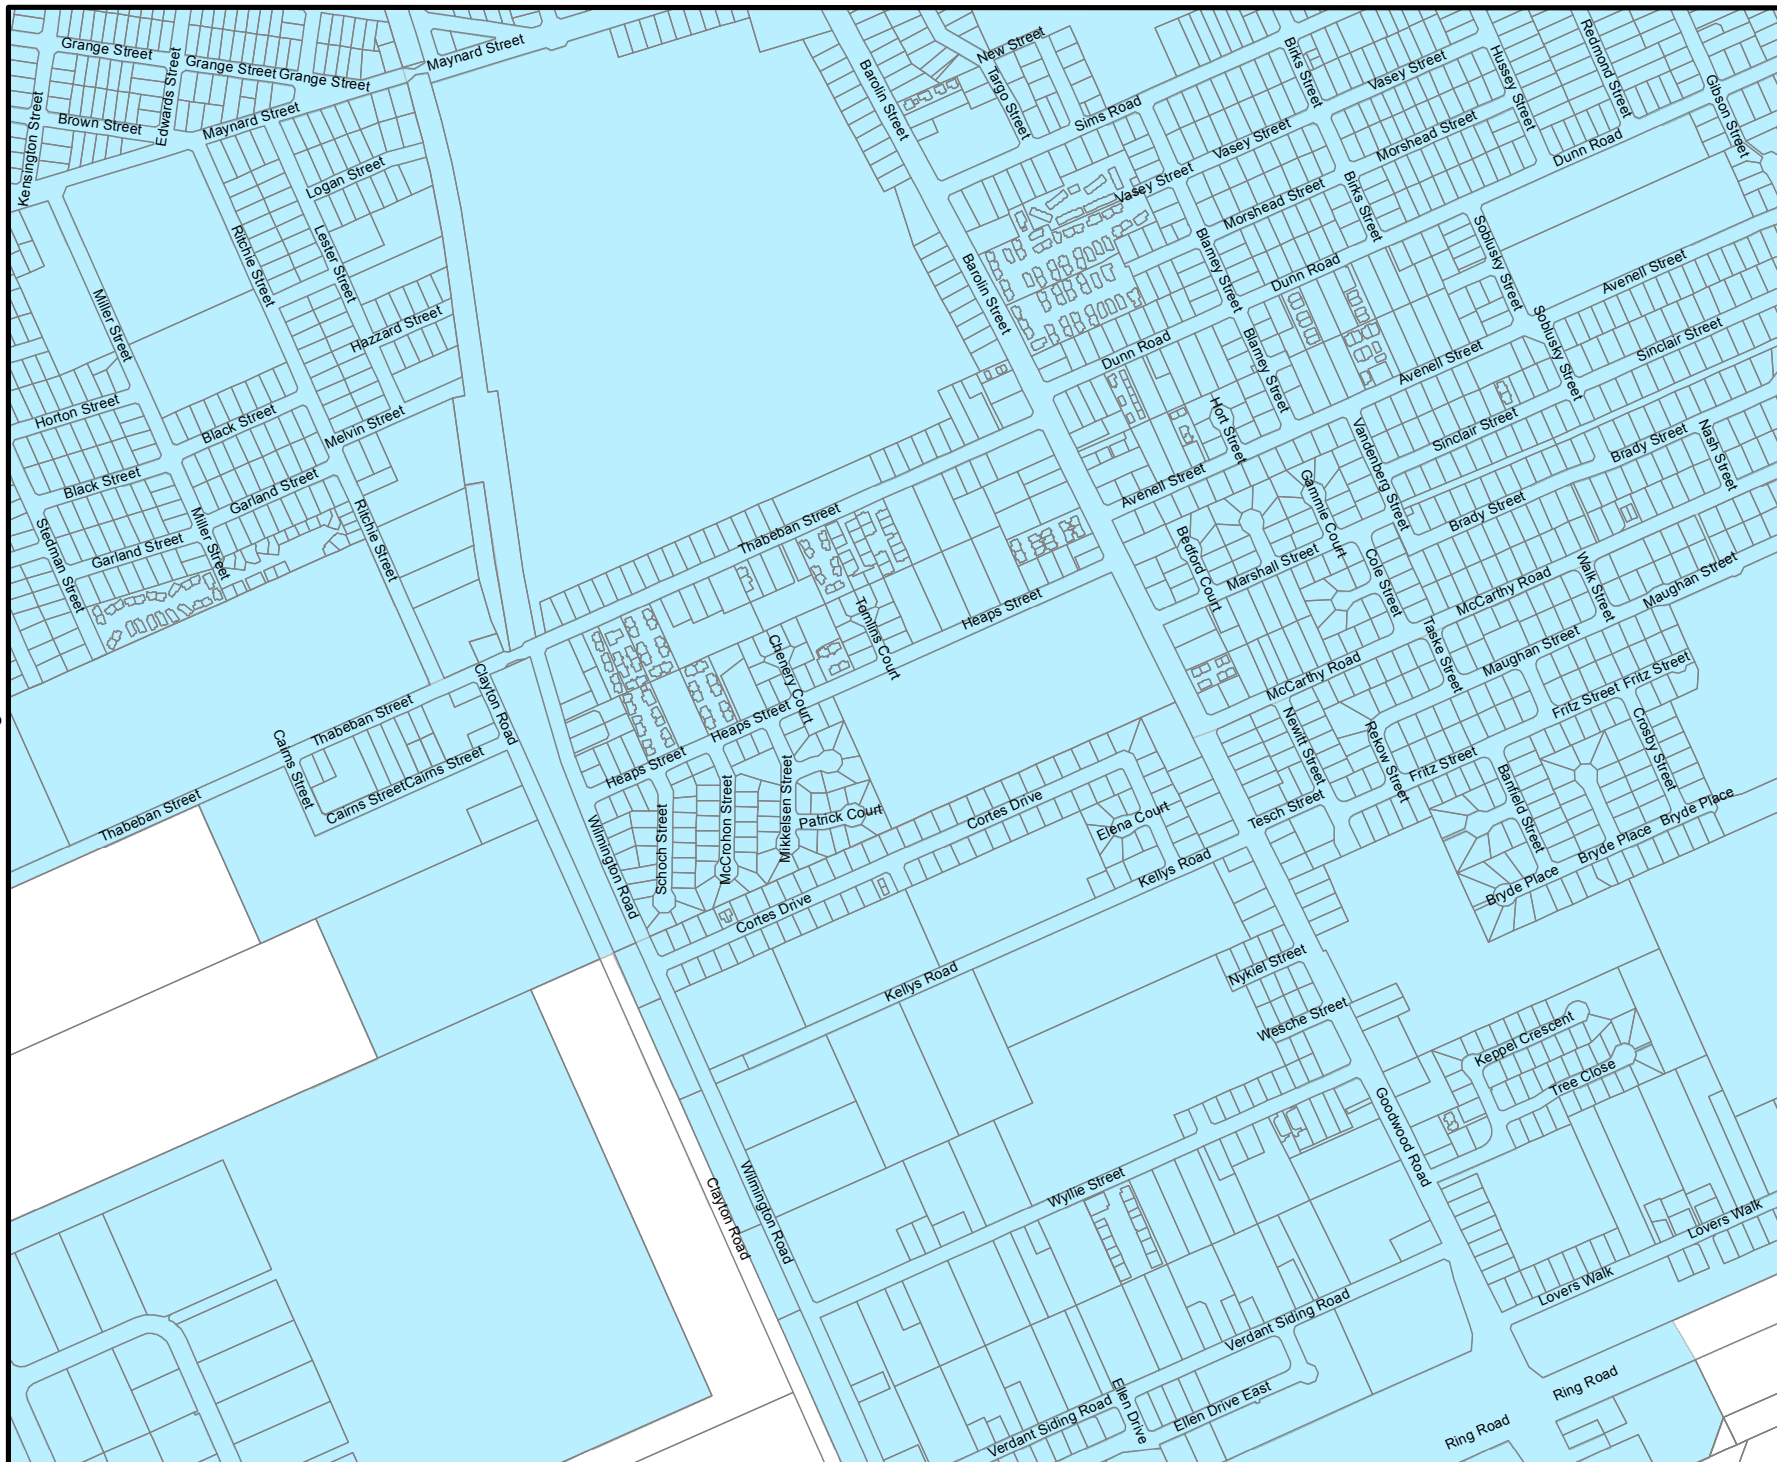 Grange Street
Grange Street
Grange Street
Maynard Street
Edwards Street
Kensington Street
Brown Street
Maynard Street
Logan Street
Ritchie Street
Lester Street
Miller Street
Hazzard Street
Horton Street
Black Street
Melvin Street
Black Street
Garland Street
Stedman Street
Garland Street
Miller Street
Ritchie Street
New Street
Barolin Street
Targo Street
Sims Road
Birks Street
Vasey Street
Hussey Street
Redmond Street
Gibson Street
Vasey Street
Morshead Street
Dunn Road
Vasey Street
Morshead Street
Birks Street
Barolin Street
Blamey Street
Dunn Road
Soblusky Street
Avenell Street
Dunn Road
Blamey Street
Avenell Street
Soblusky Street
Sinclair Street
Hort Street
Vandenberg Street
Sinclair Street
Brady Street
Nash Street
Avenell Street
Gammie Court
Brady Street
Thabeban Street
Bedford Court
Marshall Street
Cole Street
McCarthy Road
Walk Street
Maughan Street
Tomlins Court
Heaps Street
Taske Street
Maughan Street
Chenery Court
McCarthy Road
Fritz Street
Fritz Street
Clayton Road
Thabeban Street
Heaps Street
Newitt Street
Rekow Street
Crosby Street
Cairns Street
Cairns Street
Cairns Street
Heaps Street
Fritz Street
Banfield Street
Thabeban Street
Wilmington Road
Schoch Street
McCrohon Street
Mikkelsen Street
Patrick Court
Cortes Drive
Elena Court
Tesch Street
Bryde Place
Bryde Place
Bryde Place
Kellys Road
Cortes Drive
Kellys Road
Nykiel Street
Wesche Street
Keppel Crescent
Tree Close
Goodwood Road
Wyllie Street
Clayton Road
Wilmington Road
Lovers Walk
Lovers Walk
Verdant Siding Road
Ring Road
Ellen Drive
Ellen Drive East
Verdant Siding Road
Ring Road
Morshead Street